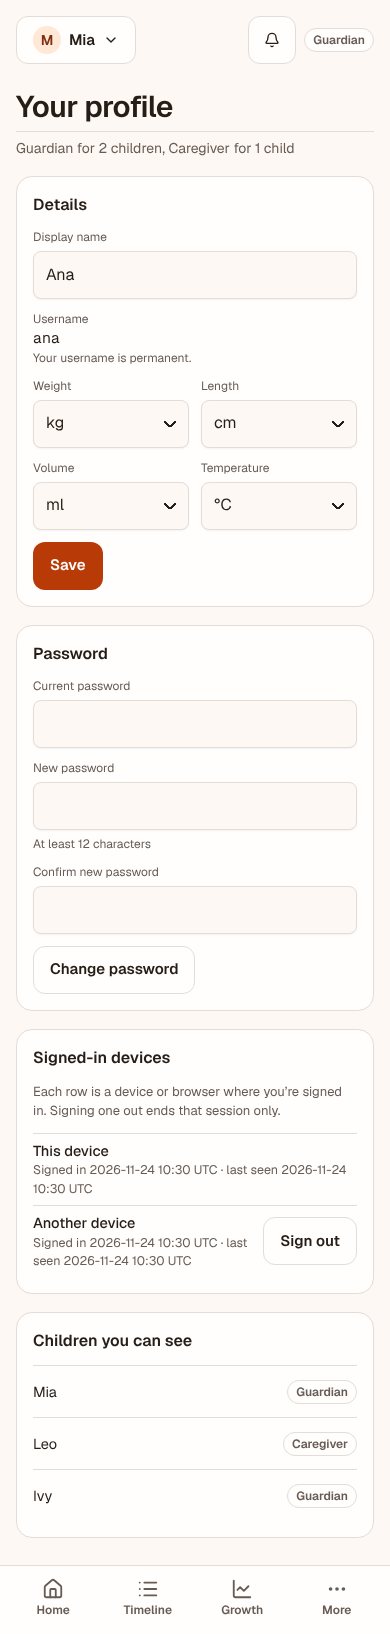 M Mia
Guardian
Your profile
Guardian for 2 children, Caregiver for 1 child
Details
Display name
Ana
Username
ana
Your username is permanent.
Weight
Length
kg
cm
Volume
Temperature
ml
°C
Save
Password
Current password
New password
At least 12 characters
Confirm new password
Change password
Signed-in devices
Each row is a device or browser where you’re signed
in. Signing one out ends that session only.
This device
Signed in 2026-11-24 10:30 UTC · last seen 2026-11-24
10:30 UTC
Another device
Signed in 2026-11-24 10:30 UTC · last
seen 2026-11-24 10:30 UTC
Sign out
Children you can see
Mia
Guardian
Leo
Caregiver
Ivy
Guardian
Home
Timeline
Growth
More